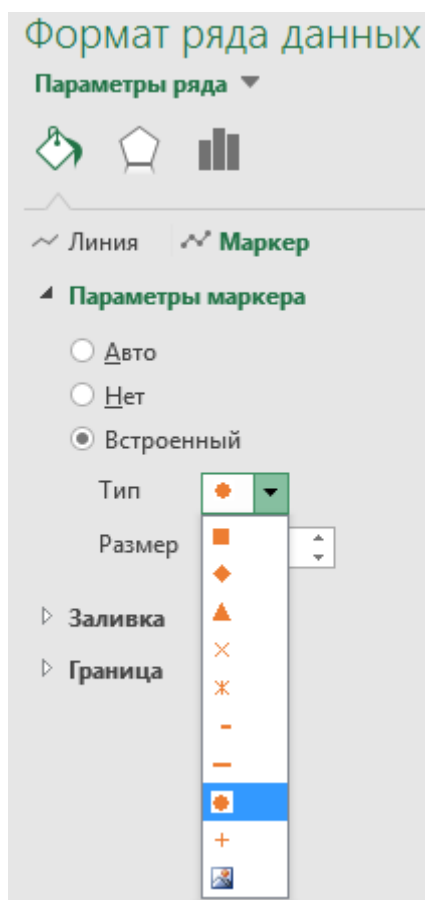 Формат ряда данных
Параметры ряда
Линия Маркер
Параметры маркера
Авто
Нет
Встроенный
Тип
Размер
Заливка
Граница